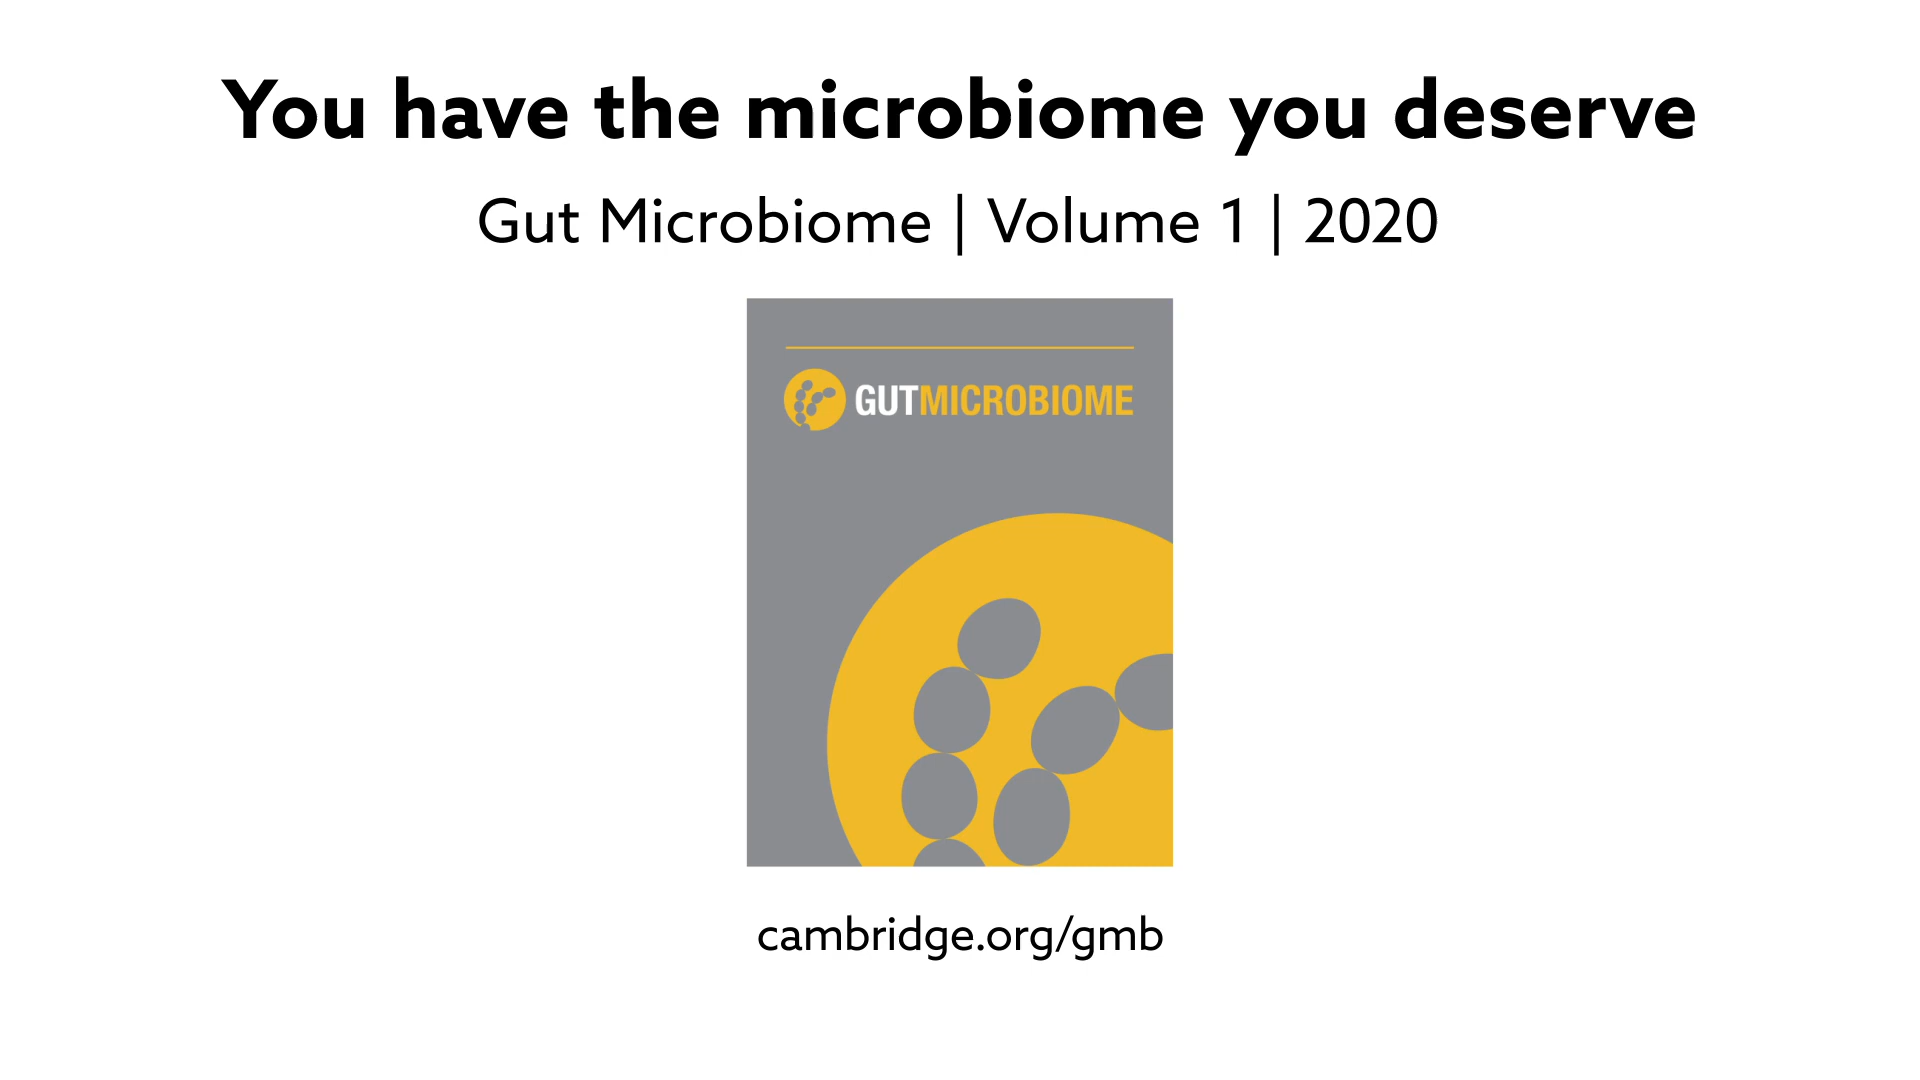 You have the microbiome you deserve
Gut Microbiome | Volume 1 | 2020
GUTMICROBIOME
cambridge.org/gmb